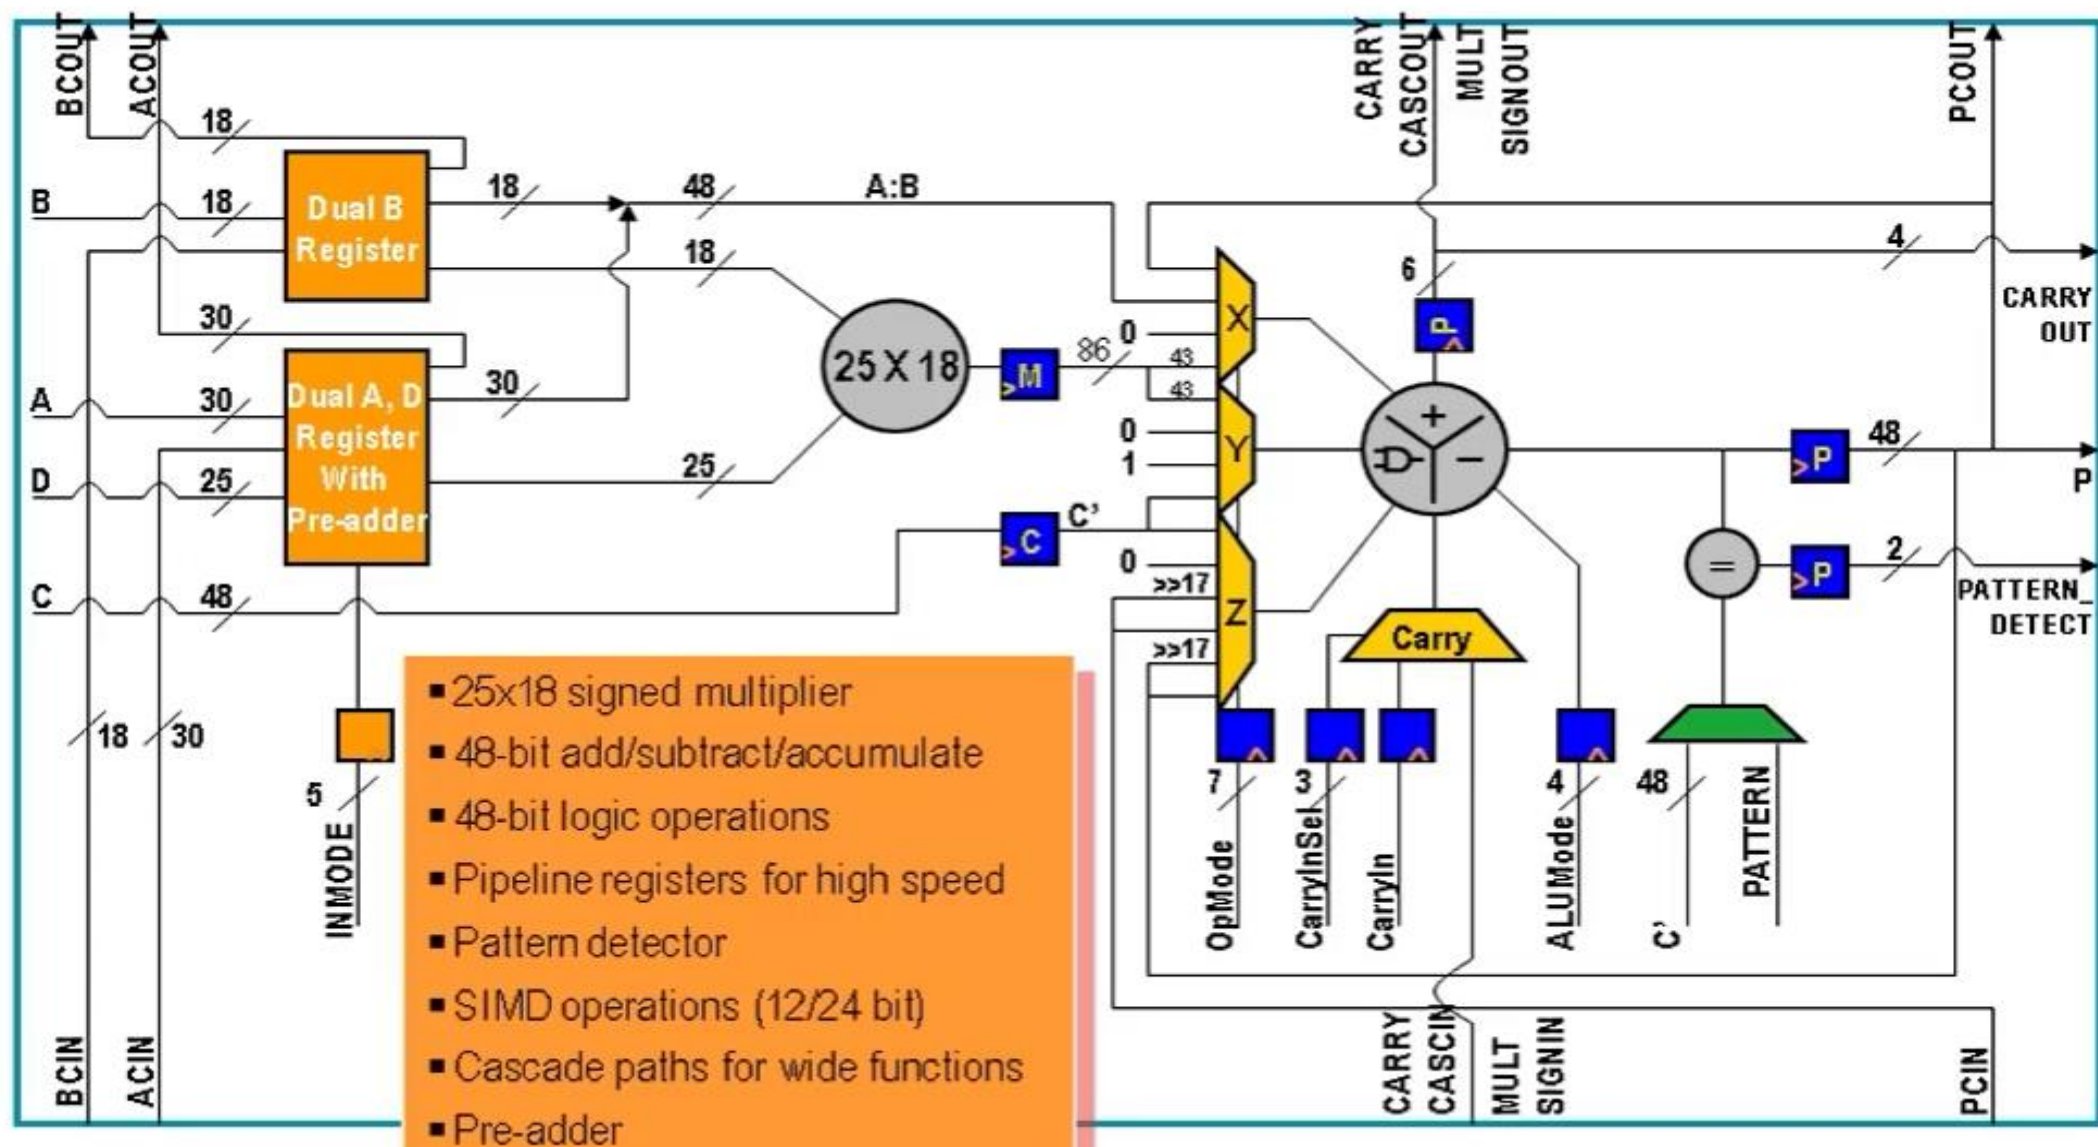 BCOUT
ACOUT
CARRY
CASCOUT
MULT
SIGNOUT
PCOUT
18
B
18
Dual B
Register
18
48
A:B
18
30
A
30
Dual A, D
Register
With
Pre-adder
30
D
25
25
C
48
25 X 18
M
86
43
43
C
C'
0
0
1
0
>>17
>>17
X
Y
Z
6
P
4
CARRY
OUT
+
−
P
48
P
=
P
2
PATTERN_
DETECT
Carry
18
30
5
INMODE
7
OpMode
3
CarryInSel
CarryIn
4
ALUMode
48
C'
PATTERN
▪ 25x18 signed multiplier
▪ 48-bit add/subtract/accumulate
▪ 48-bit logic operations
▪ Pipeline registers for high speed
▪ Pattern detector
▪ SIMD operations (12/24 bit)
▪ Cascade paths for wide functions
▪ Pre-adder
BCIN
ACIN
CARRY
CASCIN
MULT
SIGNIN
PCIN